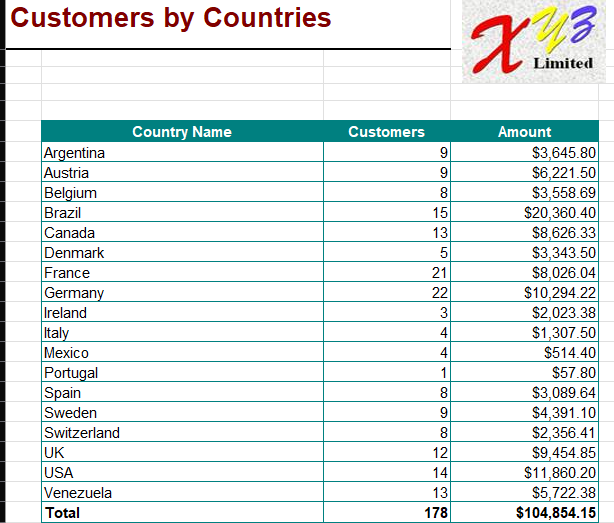 Customers by Countries
XYZ
Limited
Country Name Customers Amount
Argentina 9 $3,645.80
Austria 9 $6,221.50
Belgium 8 $3,558.69
Brazil 15 $20,360.40
Canada 13 $8,626.33
Denmark 5 $3,343.50
France 21 $8,026.04
Germany 22 $10,294.22
Ireland 3 $2,023.38
Italy 4 $1,307.50
Mexico 4 $514.40
Portugal 1 $57.80
Spain 8 $3,089.64
Sweden 9 $4,391.10
Switzerland 8 $2,356.41
UK 12 $9,454.85
USA 14 $11,860.20
Venezuela 13 $5,722.38
Total 178 $104,854.15